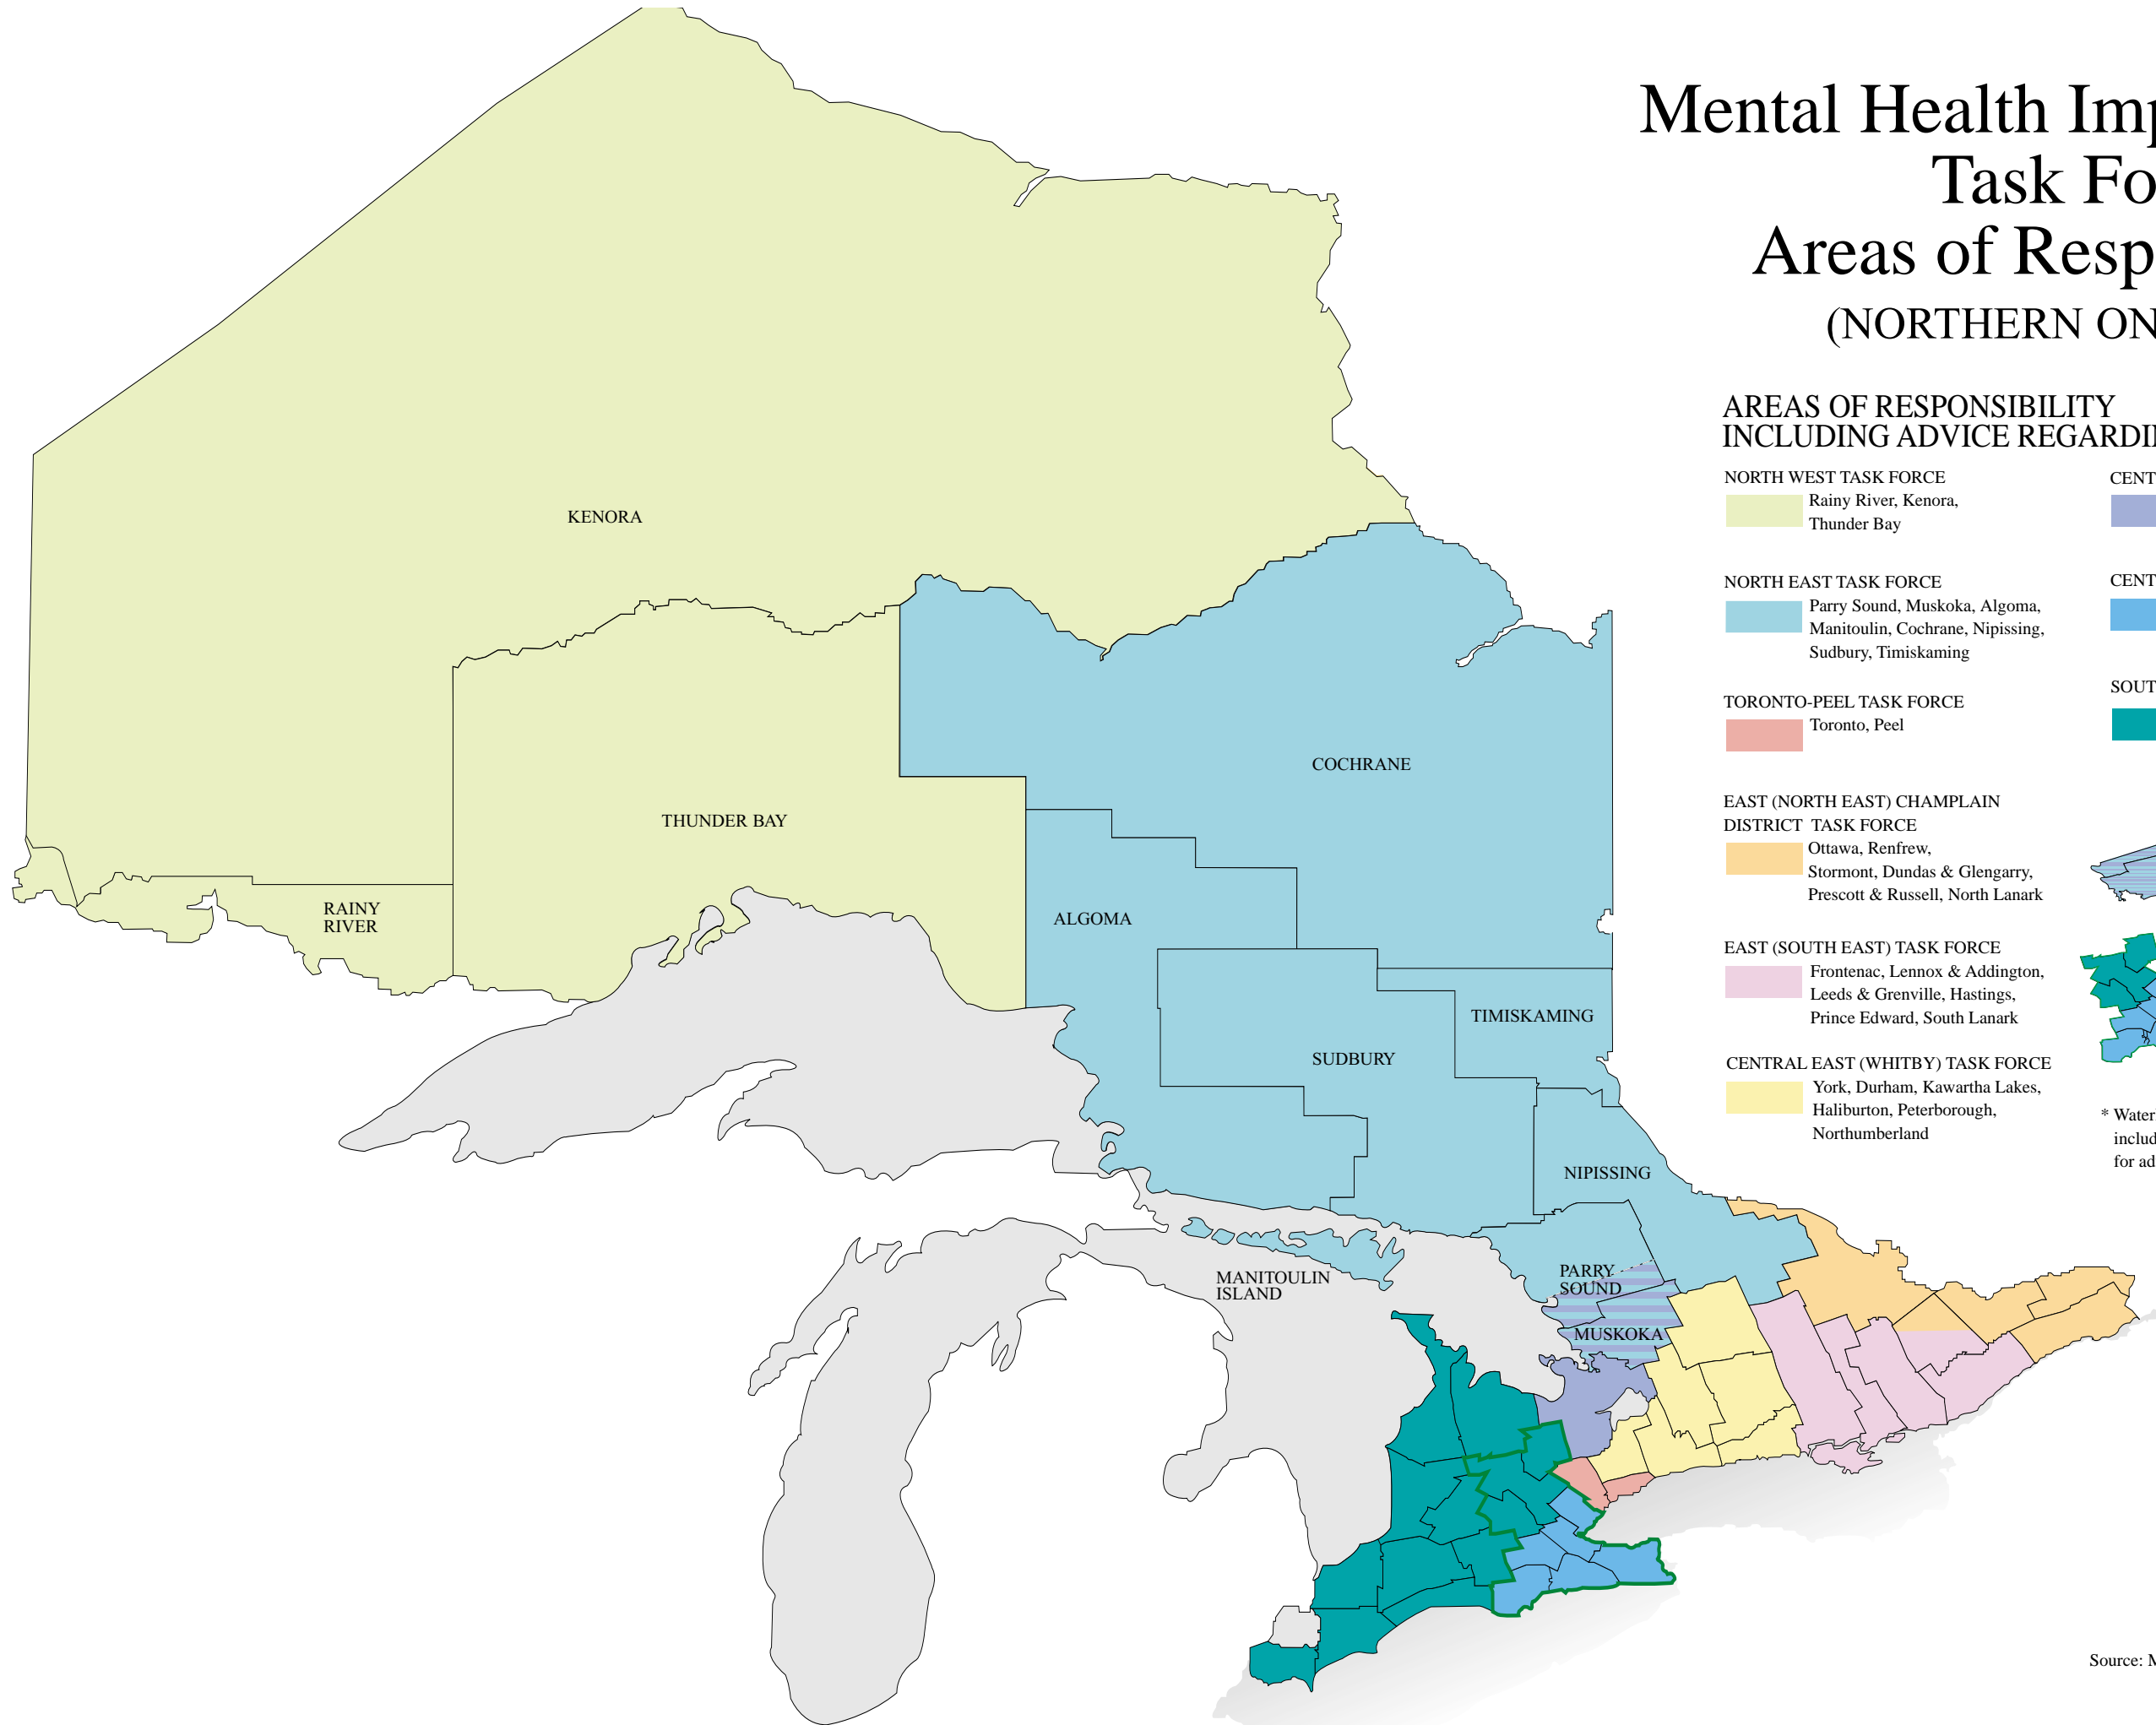 Mental Health Imp
Task Fo
Areas of Resp
(NORTHERN ON
AREAS OF RESPONSIBILITY
INCLUDING ADVICE REGARDI
NORTH WEST TASK FORCE
Rainy River, Kenora,
Thunder Bay
NORTH EAST TASK FORCE
Parry Sound, Muskoka, Algoma,
Manitoulin, Cochrane, Nipissing,
Sudbury, Timiskaming
TORONTO-PEEL TASK FORCE
Toronto, Peel
EAST (NORTH EAST) CHAMPLAIN
DISTRICT TASK FORCE
Ottawa, Renfrew,
Stormont, Dundas & Glengarry,
Prescott & Russell, North Lanark
EAST (SOUTH EAST) TASK FORCE
Frontenac, Lennox & Addington,
Leeds & Grenville, Hastings,
Prince Edward, South Lanark
CENTRAL EAST (WHITBY) TASK FORCE
York, Durham, Kawartha Lakes,
Haliburton, Peterborough,
Northumberland
CENT
CENT
SOUT
* Water
includ
for ad
KENORA
THUNDER BAY
RAINY
RIVER
COCHRANE
ALGOMA
TIMISKAMING
SUDBURY
NIPISSING
PARRY
SOUND
MUSKOKA
MANITOULIN
ISLAND
Source: M